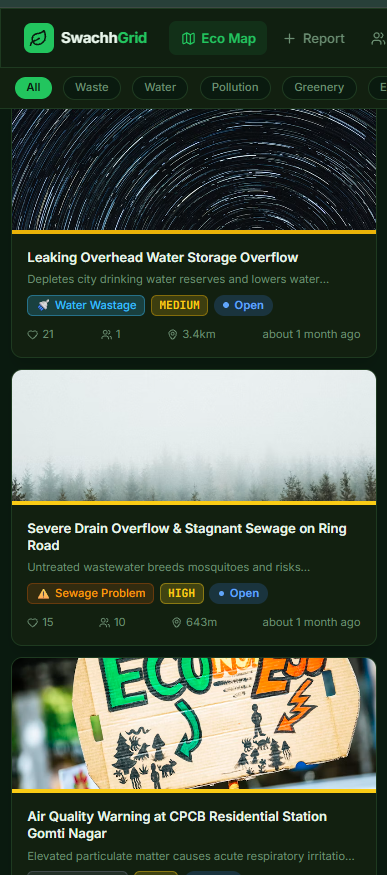 SwachhGrid
Eco Map
Report
All
Waste
Water
Pollution
Greenery
Leaking Overhead Water Storage Overflow
Depletes city drinking water reserves and lowers water...
Water Wastage
MEDIUM
Open
21
1
3.4km
about 1 month ago
Severe Drain Overflow & Stagnant Sewage on Ring
Road
Untreated wastewater breeds mosquitoes and risks...
Sewage Problem
HIGH
Open
15
10
643m
about 1 month ago
ECO
Air Quality Warning at CPCB Residential Station
Gomti Nagar
Elevated particulate matter causes acute respiratory irritatio...